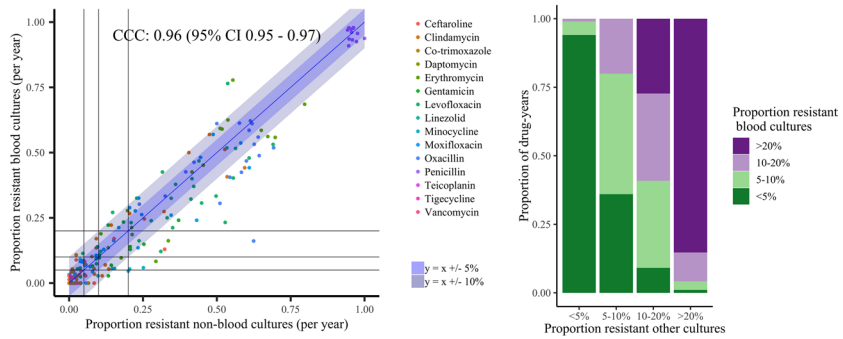 CCC: 0.96 (95% CI 0.95 - 0.97)
Proportion resistant blood cultures (per year)
1.00
0.75
0.50
0.25
0.00
0.00 0.25 0.50 0.75 1.00
Proportion resistant non-blood cultures (per year)
Ceftaroline
Clindamycin
Co-trimoxazole
Daptomycin
Erythromycin
Gentamicin
Levofloxacin
Linezolid
Minocycline
Moxifloxacin
Oxacillin
Penicillin
Teicoplanin
Tigecycline
Vancomycin
y = x +/- 5%
y = x +/- 10%
Proportion of drug-years
1.00
0.75
0.50
0.25
0.00
<5% 5-10% 10-20% >20%
Proportion resistant other cultures
Proportion resistant
blood cultures
>20%
10-20%
5-10%
<5%